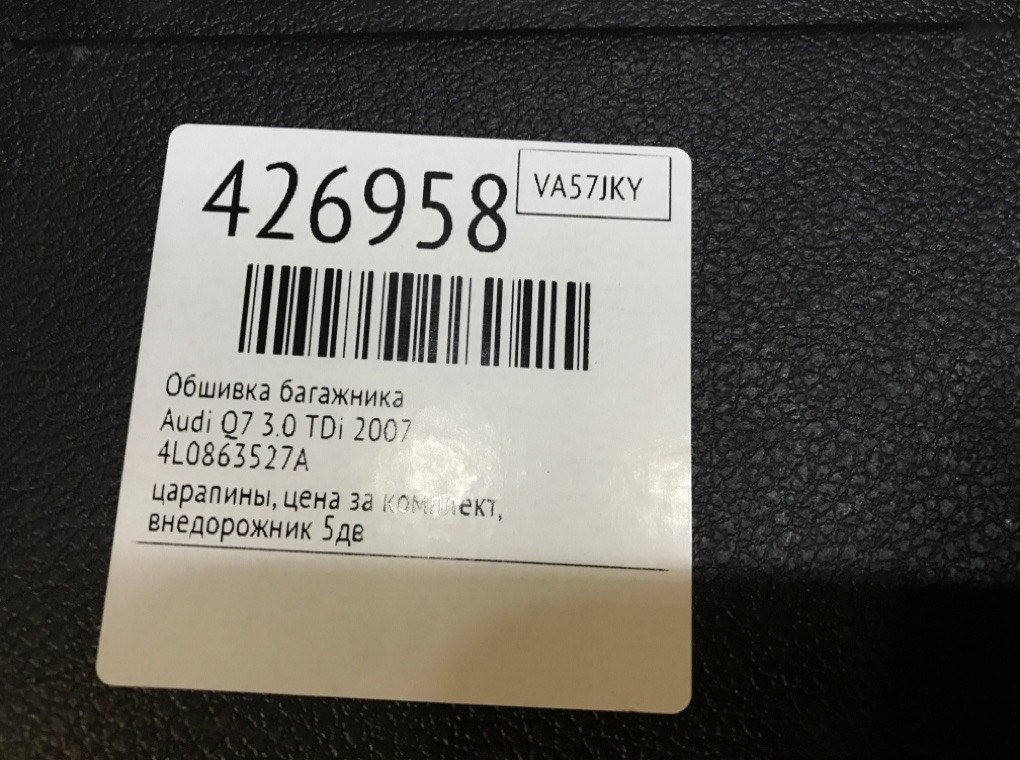 426958
VA57JKY
Обшивка багажника
Audi Q7 3.0 TDi 2007
4L0863527A
царапины, цена за комплект,
внедорожник 5дв